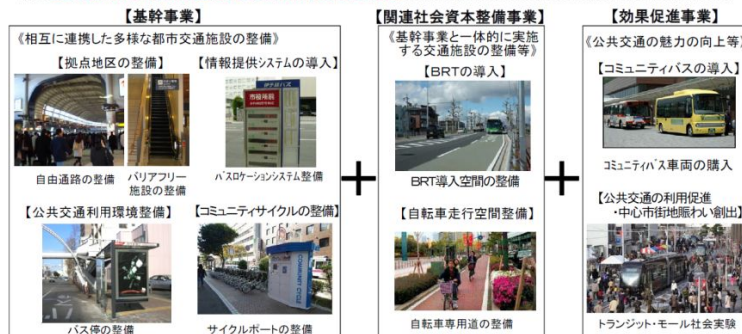 【基幹事業】
《相互に連携した多様な都市交通施設の整備》
【拠点地区の整備】
【情報提供システムの導入】
市役所前
自由通路の整備
バリアフリー
施設の整備
バスロケーションシステム整備
【公共交通利用環境整備】
【コミュニティサイクルの整備】
COMMUNITY CYCLE
バス停の整備
サイクルポートの整備
+
【関連社会資本整備事業】
《基幹事業と一体的に実施
する交通施設の整備等》
【BRTの導入】
BRT導入空間の整備
【自転車走行空間整備】
自転車専用道の整備
+
【効果促進事業】
《公共交通の魅力の向上等》
【コミュニティバスの導入】
コミュニティバス車両の購入
【公共交通の利用促進
・中心市街地賑わい創出】
トランジット・モール社会実験